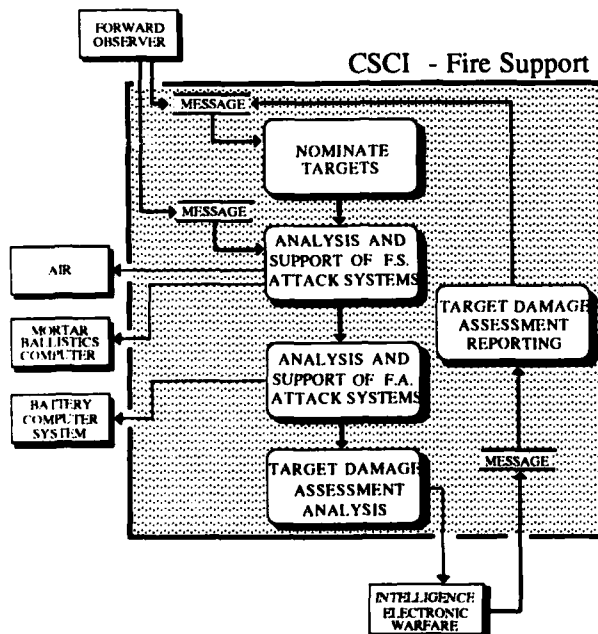 FORWARD
OBSERVER
CSCI - Fire Support
MESSAGE
NOMINATE
TARGETS
MESSAGE
ANALYSIS AND
SUPPORT OF F.S.
ATTACK SYSTEMS
AIR
MORTAR
BALLISTICS
COMPUTER
TARGET DAMAGE
ASSESSMENT
REPORTING
ANALYSIS AND
SUPPORT OF F.A.
ATTACK SYSTEMS
BATTERY
COMPUTER
SYSTEM
TARGET DAMAGE
ASSESSMENT
ANALYSIS
MESSAGE
INTELLIGENCE
ELECTRONIC
WARFARE